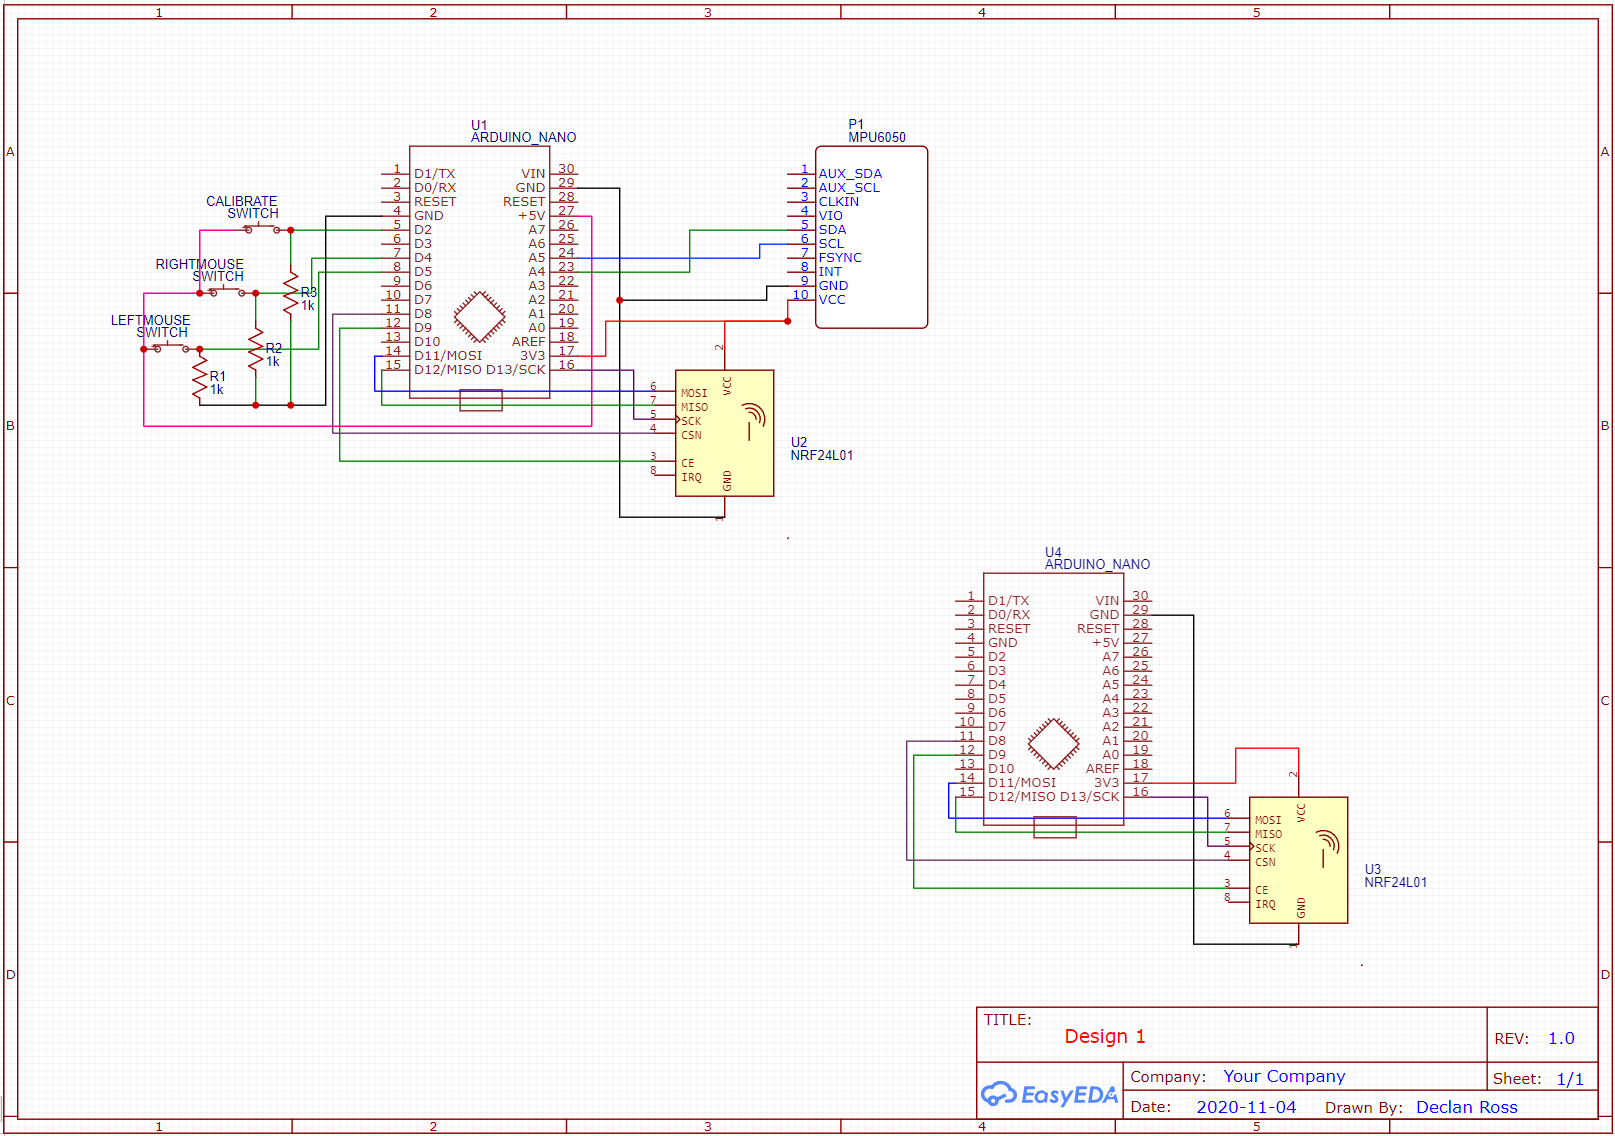 1 2 3 4 5
A
B
C
D
A
B
C
D
1 2 3 4 5
U1
ARDUINO_NANO
1 D1/TX VIN 30
2 D0/RX GND 29
3 RESET RESET 28
4 GND +5V 27
5 D2 A7 26
6 D3 A6 25
7 D4 A5 24
8 D5 A4 23
9 D6 A3 22
10 D7 A2 21
11 D8 A1 20
12 D9 A0 19
13 D10 AREF 18
14 D11/MOSI 3V3 17
15 D12/MISO D13/SCK 16
CALIBRATE
SWITCH
RIGHTMOUSE
SWITCH
LEFTMOUSE
SWITCH
R3
1k
R2
1k
R1
1k
P1
MPU6050
1 AUX_SDA
2 AUX_SCL
3 CLKIN
4 VIO
5 SDA
6 SCL
7 FSYNC
8 INT
9 GND
10 VCC
2
VCC
6 MOSI
7 MISO
5 SCK
4 CSN
3 CE
8 IRQ
GND
1
U2
NRF24L01
U4
ARDUINO_NANO
1 D1/TX VIN 30
2 D0/RX GND 29
3 RESET RESET 28
4 GND +5V 27
5 D2 A7 26
6 D3 A6 25
7 D4 A5 24
8 D5 A4 23
9 D6 A3 22
10 D7 A2 21
11 D8 A1 20
12 D9 A0 19
13 D10 AREF 18
14 D11/MOSI 3V3 17
15 D12/MISO D13/SCK 16
2
VCC
6 MOSI
7 MISO
5 SCK
4 CSN
3 CE
8 IRQ
GND
1
U3
NRF24L01
TITLE:
Design 1
REV: 1.0
EasyEDA
Company: Your Company
Sheet: 1/1
Date: 2020-11-04 Drawn By: Declan Ross